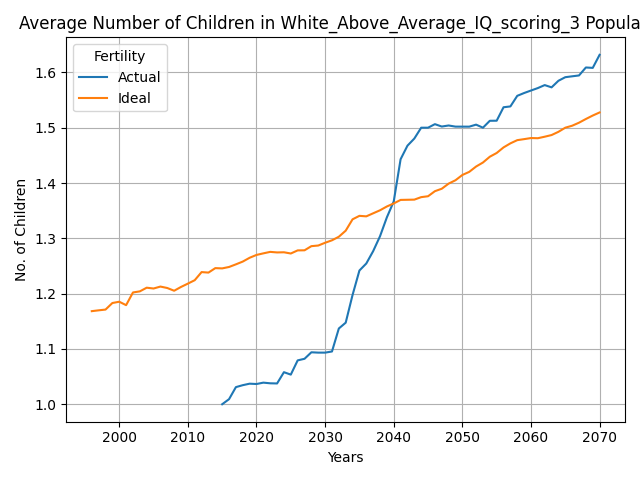 Average Number of Children in White_Above_Average_IQ_scoring_3 Popula
Fertility
Actual
Ideal
No. of Children
1.6
1.5
1.4
1.3
1.2
1.1
1.0
2000 2010 2020 2030 2040 2050 2060 2070
Years